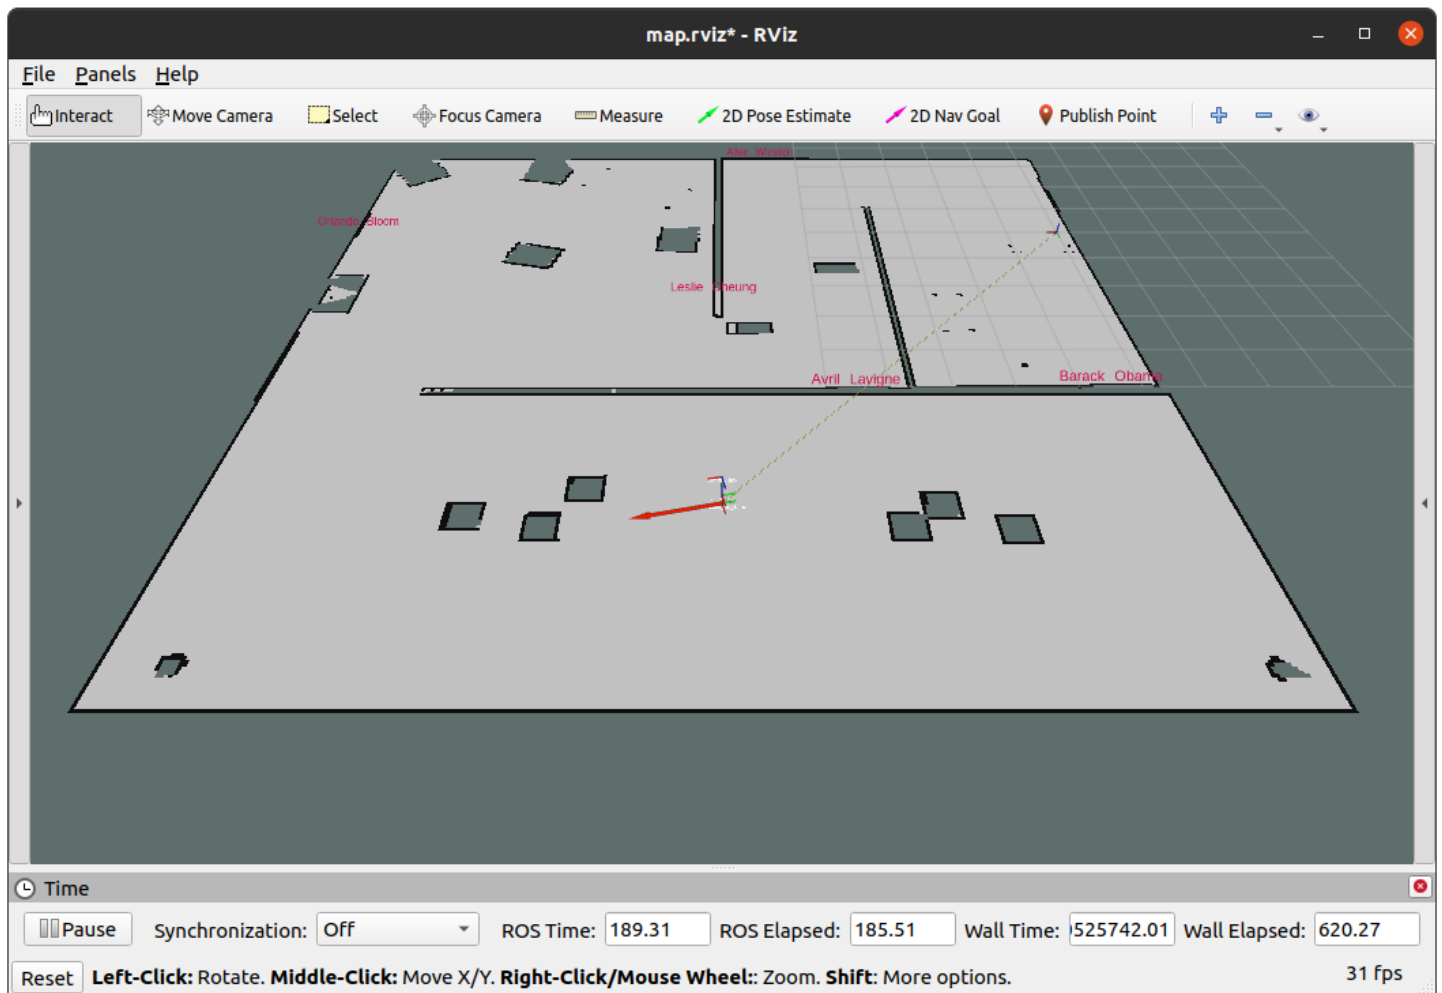 map.rviz* - RViz
File Panels Help
Interact Move Camera Select Focus Camera Measure 2D Pose Estimate 2D Nav Goal Publish Point
Orlando Bloom
Leslie Cheung
Avril Lavigne Barack Obama
Time
Pause Synchronization: Off ROS Time: 189.31 ROS Elapsed: 185.51 Wall Time: 525742.01 Wall Elapsed: 620.27
Reset Left-Click: Rotate. Middle-Click: Move X/Y. Right-Click/Mouse Wheel:: Zoom. Shift: More options. 31 fps